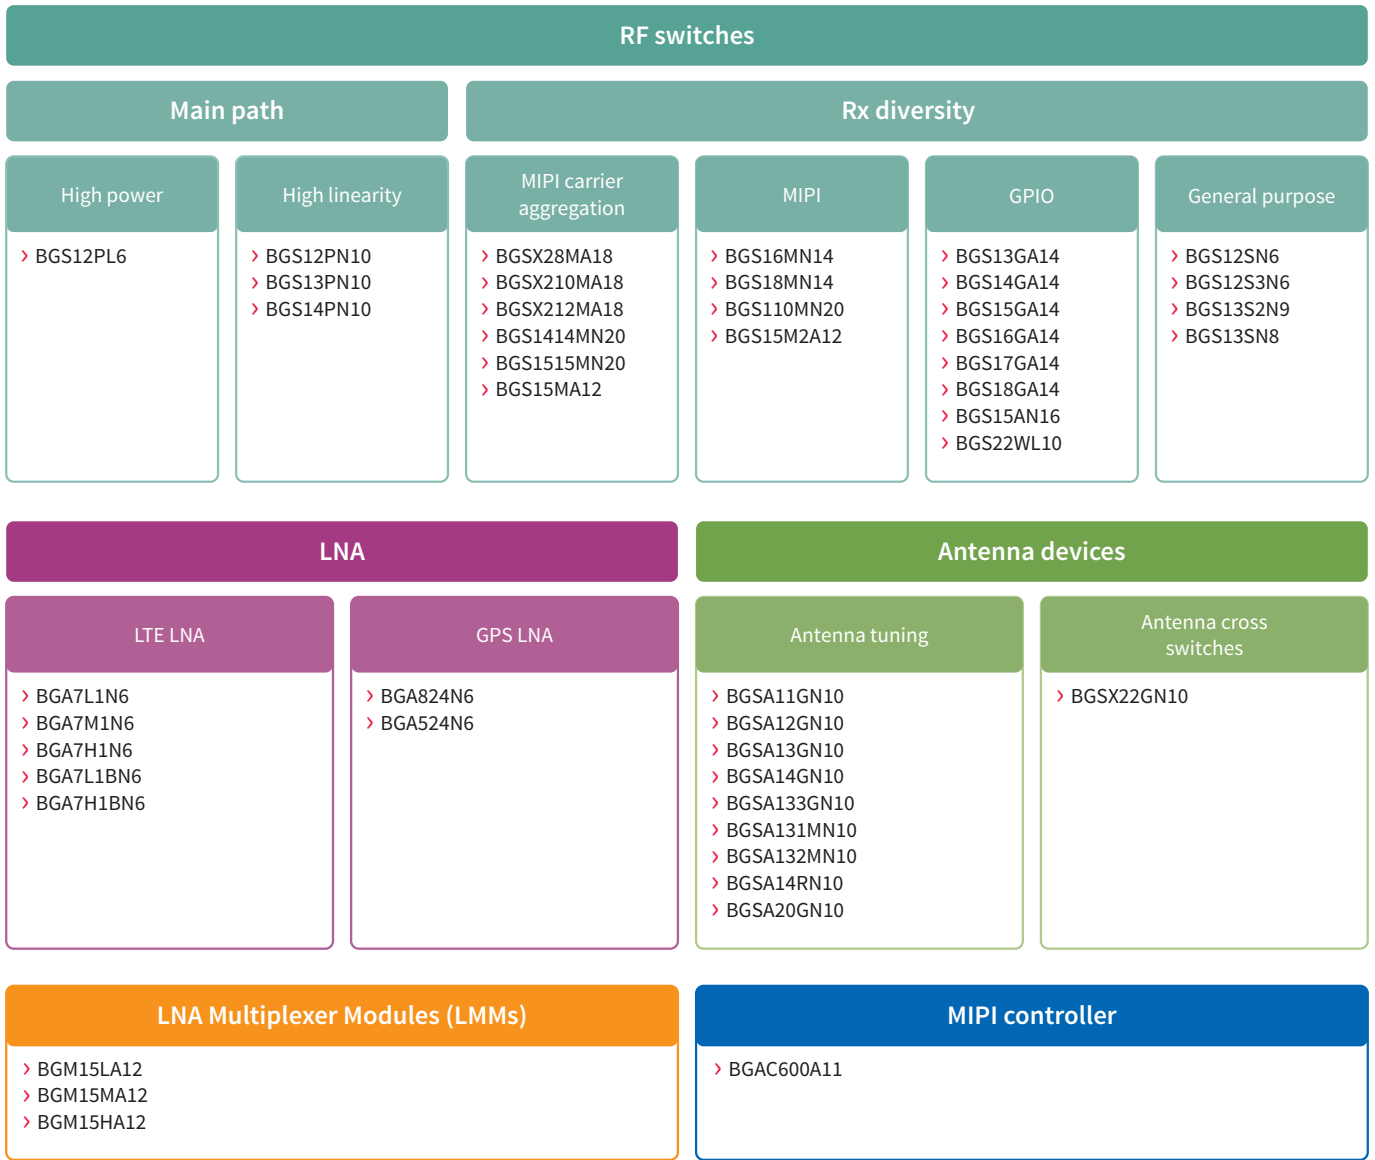 RF switches
Main path
Rx diversity
High power
BGS12PL6
High linearity
BGS12PN10
BGS13PN10
BGS14PN10
MIPI carrier
aggregation
BGSX28MA18
BGSX210MA18
BGSX212MA18
BGS1414MN20
BGS1515MN20
BGS15MA12
MIPI
BGS16MN14
BGS18MN14
BGS110MN20
BGS15M2A12
GPIO
BGS13GA14
BGS14GA14
BGS15GA14
BGS16GA14
BGS17GA14
BGS18GA14
BGS15AN16
BGS22WL10
General purpose
BGS12SN6
BGS12S3N6
BGS13S2N9
BGS13SN8
LNA
LTE LNA
BGA7L1N6
BGA7M1N6
BGA7H1N6
BGA7L1BN6
BGA7H1BN6
GPS LNA
BGA824N6
BGA524N6
Antenna devices
Antenna tuning
BGSA11GN10
BGSA12GN10
BGSA13GN10
BGSA14GN10
BGSA133GN10
BGSA131MN10
BGSA132MN10
BGSA14RN10
BGSA20GN10
Antenna cross
switches
BGSX22GN10
LNA Multiplexer Modules (LMMs)
BGM15LA12
BGM15MA12
BGM15HA12
MIPI controller
BGAC600A11